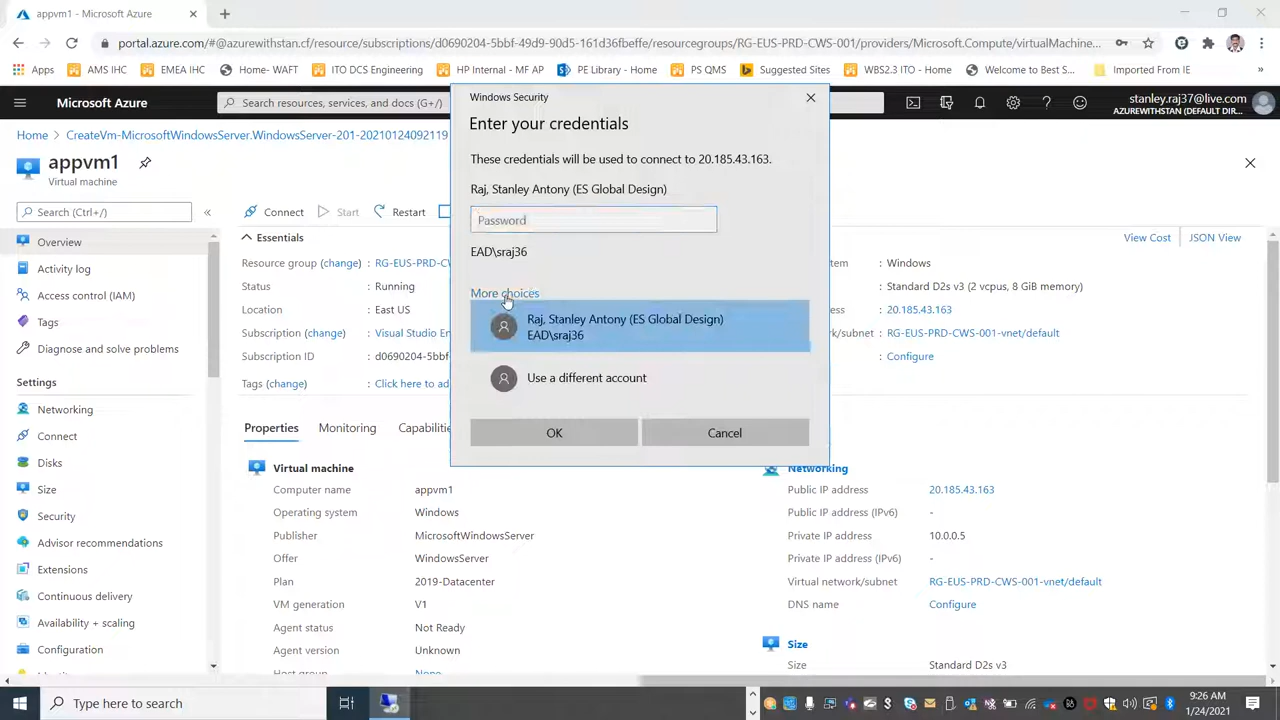 appvm1 - Microsoft Azure
portal.azure.com/#@azurewithstan.cf/resource/subscriptions/d0690204-5bbf-49d8-90d5-161d36fbeffe/resourcegroups/RG-EUS-PRD-CWS-001/providers/Microsoft.Compute/virtualMachine...
Apps
AMS IHC
EMEA IHC
Home- WAFT
ITO DCS Engineering
HP Internal - MF AP
PE Library - Home
PS QMS
Suggested Sites
WBS2.3 ITO - Home
Welcome to Best S...
Imported From IE
»
Microsoft Azure
Search resources, services, and docs (G+/)
stanley.raj37@live.com
AZUREWITHSTAN (DEFAULT DIR...
Home
CreateVm-MicrosoftWindowsServer.WindowsServer-201-20210124092119
appvm1
Virtual machine
Search (Ctrl+/)
«
Overview
Activity log
Access control (IAM)
Tags
Diagnose and solve problems
Settings
Networking
Connect
Disks
Size
Security
Advisor recommendations
Extensions
Continuous delivery
Availability + scaling
Configuration
Connect
Start
Restart
Essentials
View Cost
JSON View
Resource group (change) : RG-EUS-PRD-C
Status : Running
Location : East US
Subscription (change) : Visual Studio En
Subscription ID : d0690204-5bbf
Tags (change) : Click here to ad
: Windows
: Standard D2s v3 (2 vcpus, 8 GiB memory)
: 20.185.43.163
: RG-EUS-PRD-CWS-001-vnet/default
: Configure
Properties
Monitoring
Capabilitie
Virtual machine
Computer name appvm1
Operating system Windows
Publisher MicrosoftWindowsServer
Offer WindowsServer
Plan 2019-Datacenter
VM generation V1
Agent status Not Ready
Agent version Unknown
Host group None
Networking
Public IP address 20.185.43.163
Public IP address (IPv6) -
Private IP address 10.0.0.5
Private IP address (IPv6) -
Virtual network/subnet RG-EUS-PRD-CWS-001-vnet/default
DNS name Configure
Size
Size Standard D2s v3
Windows Security
Enter your credentials
These credentials will be used to connect to 20.185.43.163.
Raj, Stanley Antony (ES Global Design)
Password
EAD\sraj36
More choices
Raj, Stanley Antony (ES Global Design)
EAD\sraj36
Use a different account
OK
Cancel
Type here to search
9:26 AM
1/24/2021